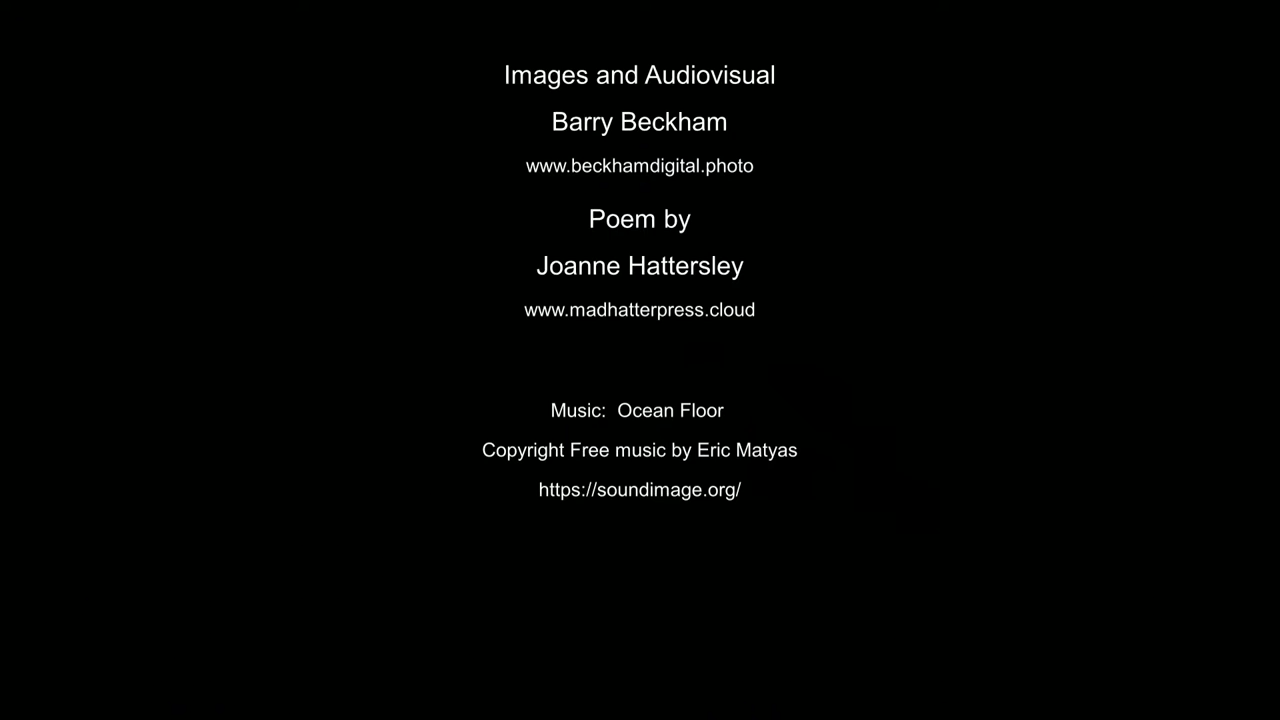 Images and Audiovisual
Barry Beckham
www.beckhamdigital.photo
Poem by
Joanne Hattersley
www.madhatterpress.cloud
Music:  Ocean Floor
Copyright Free music by Eric Matyas
https://soundimage.org/